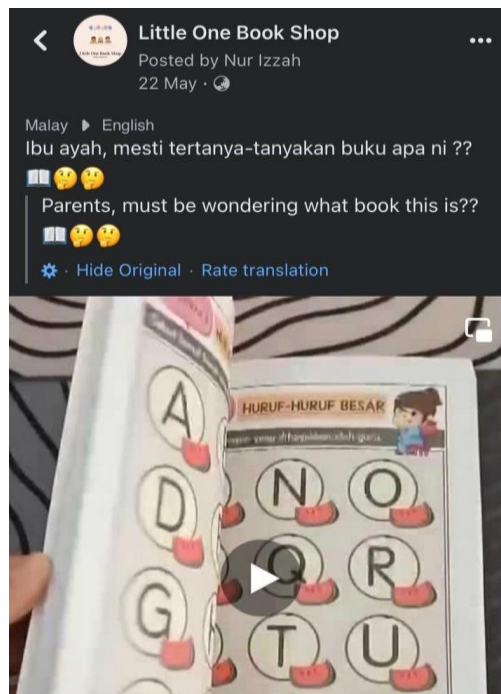 Little One Book Shop
Posted by Nur Izzah
22 May ·
Malay ▸ English
Ibu ayah, mesti tertanya-tanyakan buku apa ni ??
📖🤔🤔
Parents, must be wondering what book this is??
📖🤔🤔
· Hide Original · Rate translation
HURUF-HURUF BESAR
A
N O
D
Q R
G
T U